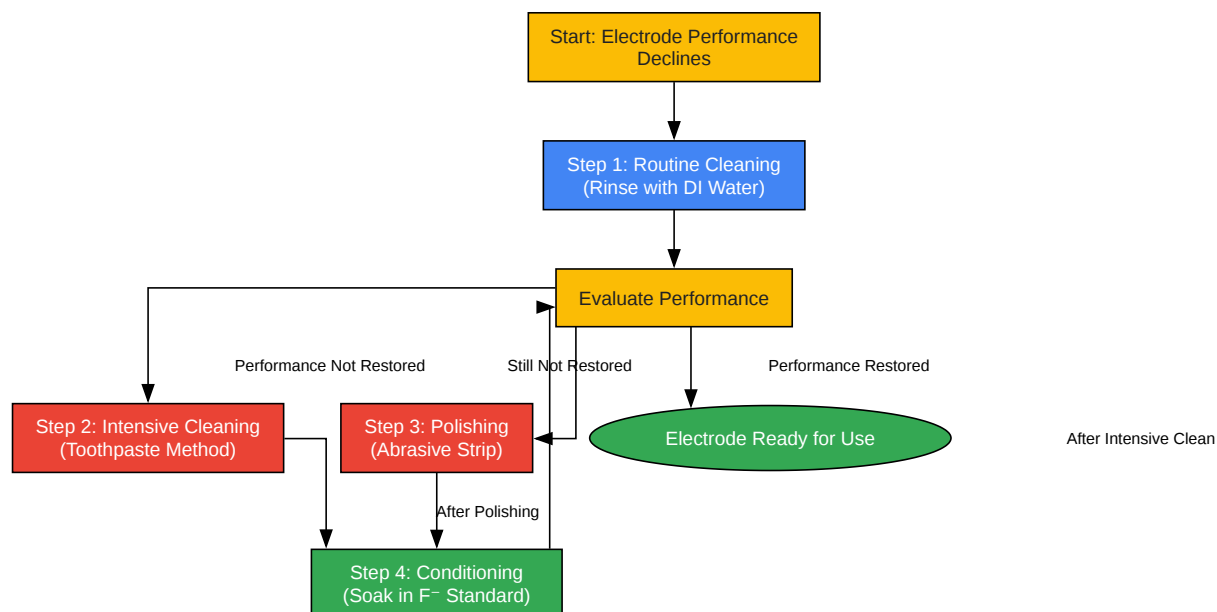 Start: Electrode Performance
Declines
Step 1: Routine Cleaning
(Rinse with DI Water)
Evaluate Performance
Performance Not Restored
Still Not Restored
Performance Restored
Step 2: Intensive Cleaning
(Toothpaste Method)
Step 3: Polishing
(Abrasive Strip)
Electrode Ready for Use
After Intensive Clean
After Polishing
Step 4: Conditioning
(Soak in F⁻ Standard)